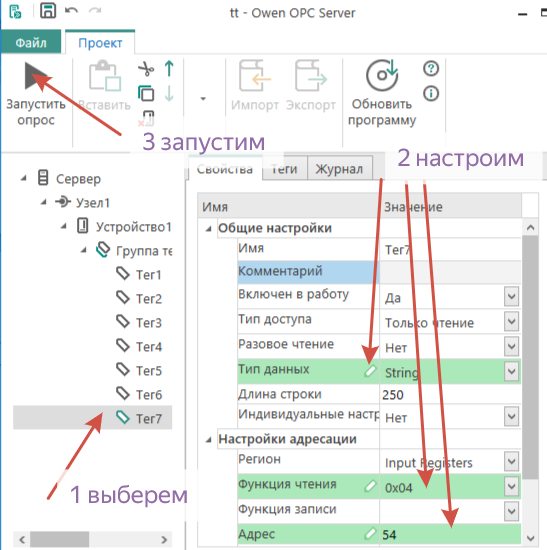 tt - Owen OPC Server
Файл
Проект
Запустить опрос
Вставить
Импорт
Экспорт
Обновить программу
3 запустим
2 настроим
Свойства
Теги
Журнал
Сервер
Узел1
Устройство1
Группа те
Тег1
Тег2
Тег3
Тег4
Тег5
Тег6
Тег7
1 выберем
Имя Значение
Общие настройки
Имя Тег7
Комментарий
Включен в работу Да
Тип доступа Только чтение
Разовое чтение Нет
Тип данных String
Длина строки 250
Индивидуальные настр Нет
Настройки адресации
Регион Input Registers
Функция чтения 0x04
Функция записи
Адрес 54